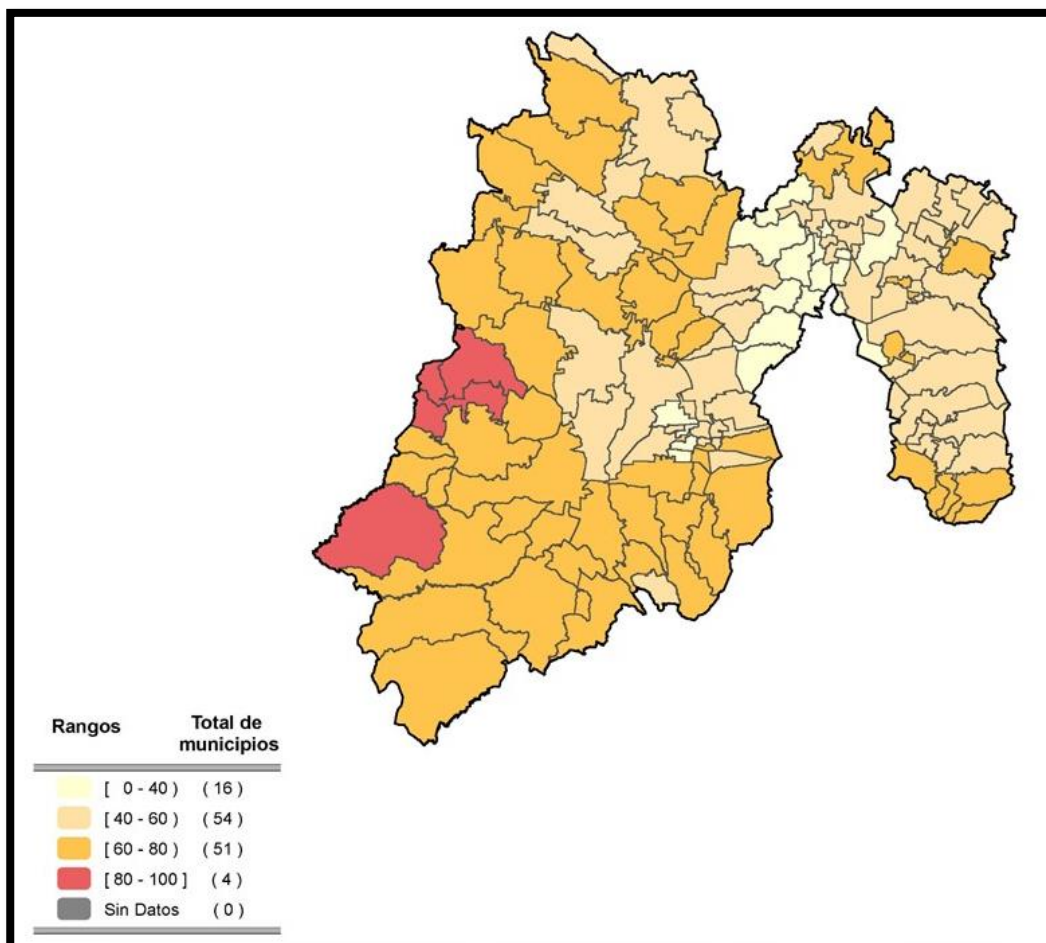 Rangos Total de municipios
[ 0 - 40 ) ( 16 )
[ 40 - 60 ) ( 54 )
[ 60 - 80 ) ( 51 )
[ 80 - 100 ] ( 4 )
Sin Datos ( 0 )